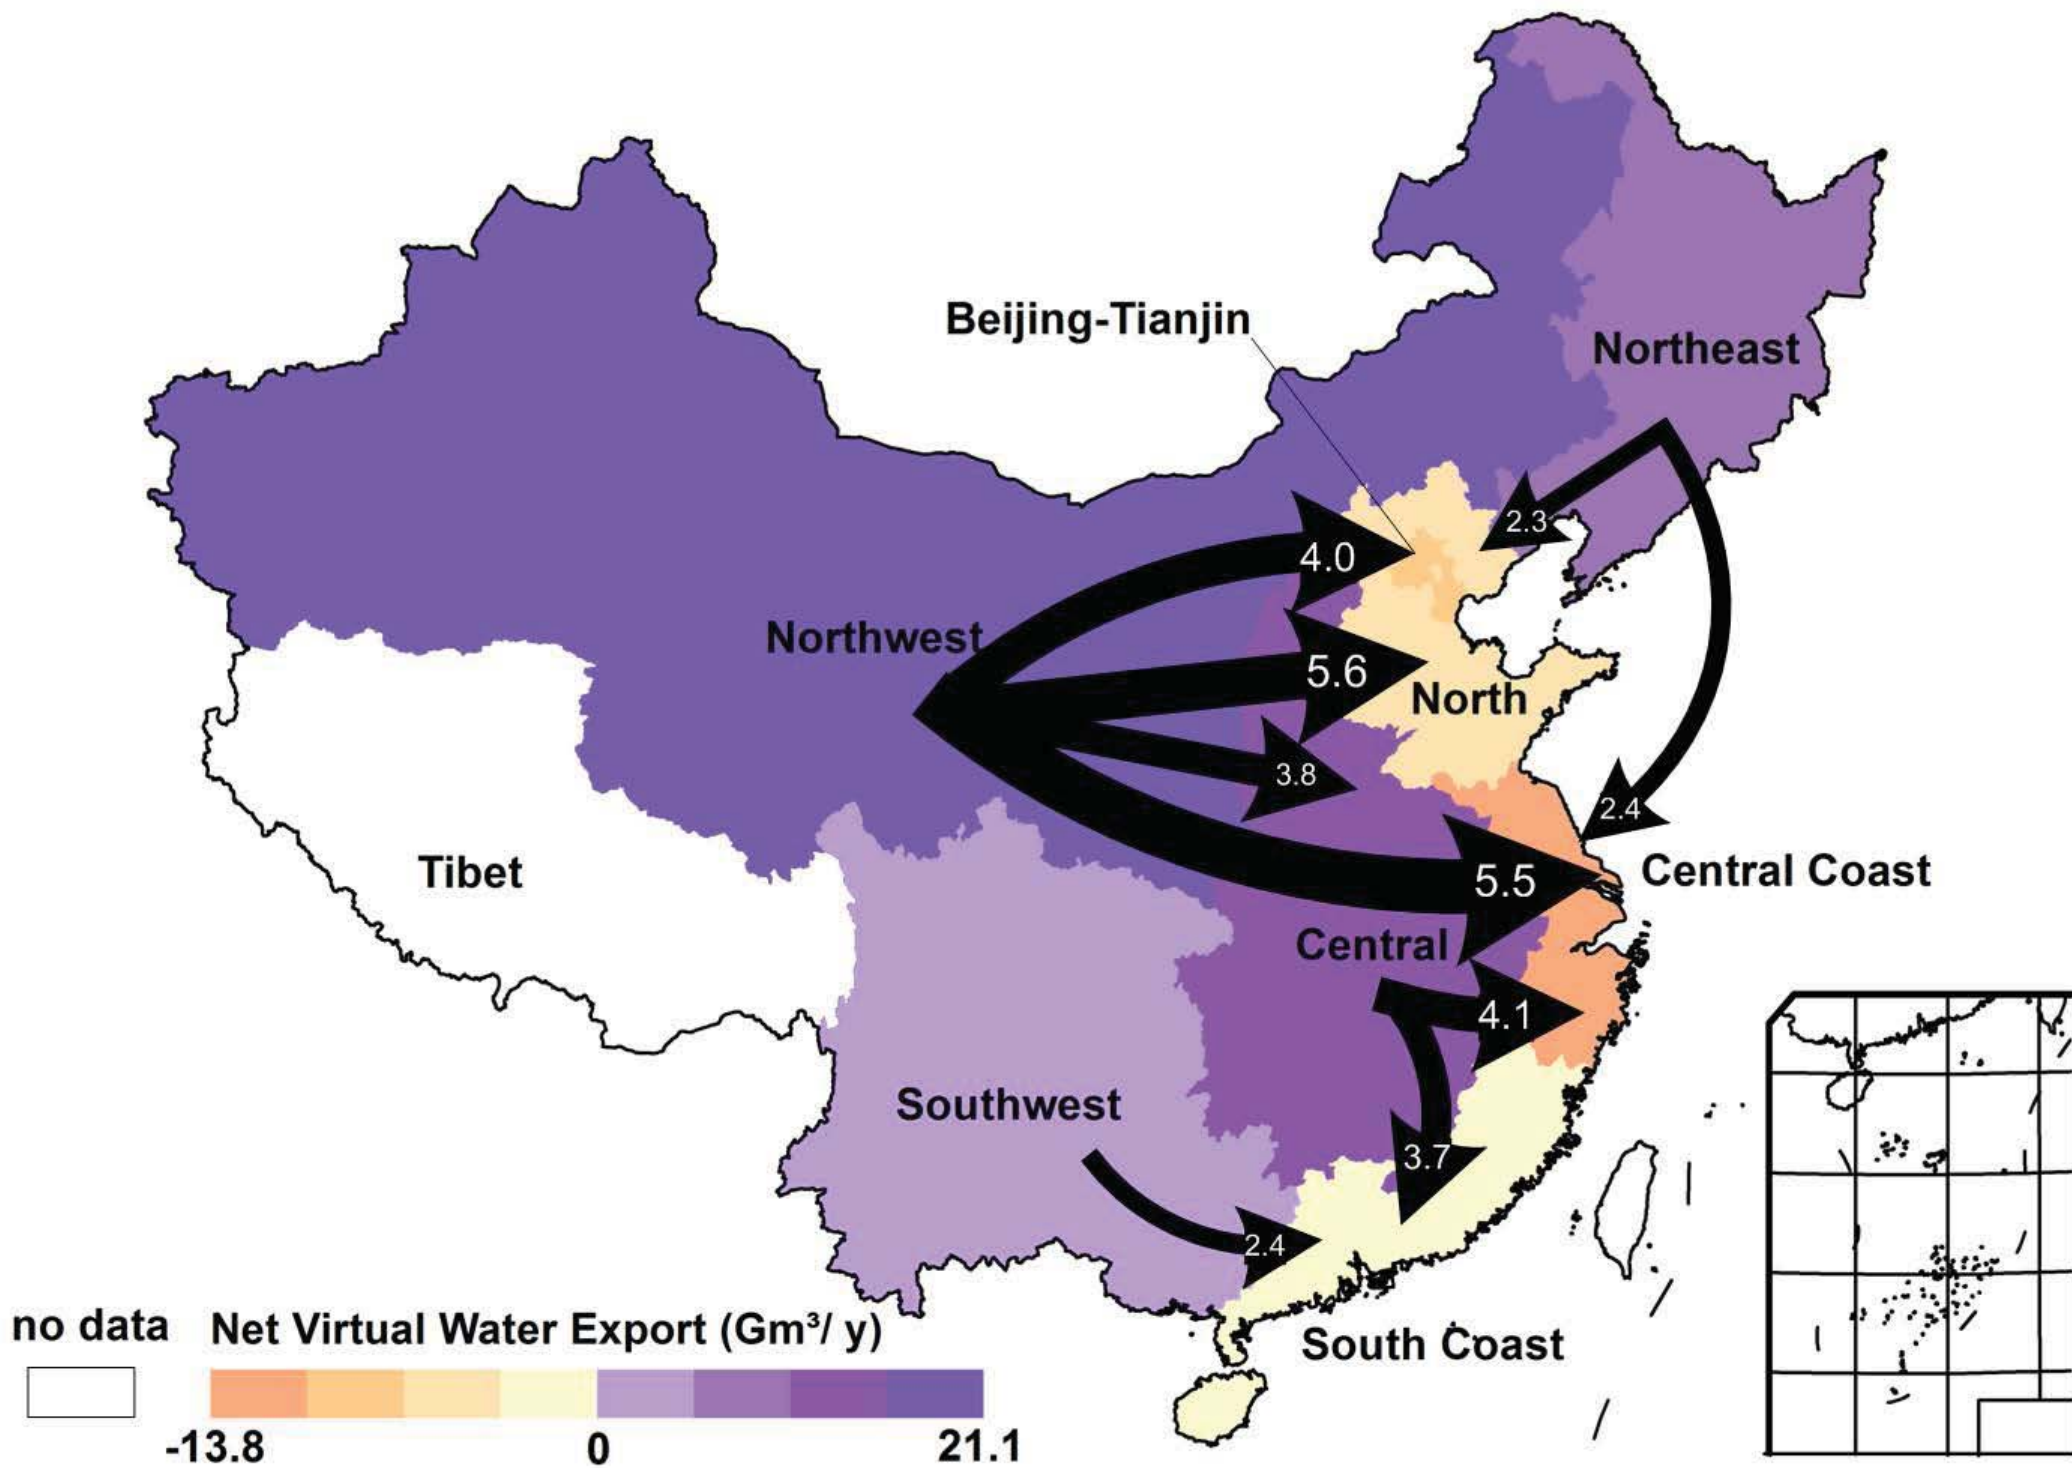 Beijing-Tianjin
Northeast
2.3
4.0
Northwest
5.6
North
3.8
2.4
Tibet
5.5
Central Coast
Central
4.1
Southwest
3.7
2.4
no data
Net Virtual Water Export (Gm³/ y)
South Coast
-13.8
0
21.1